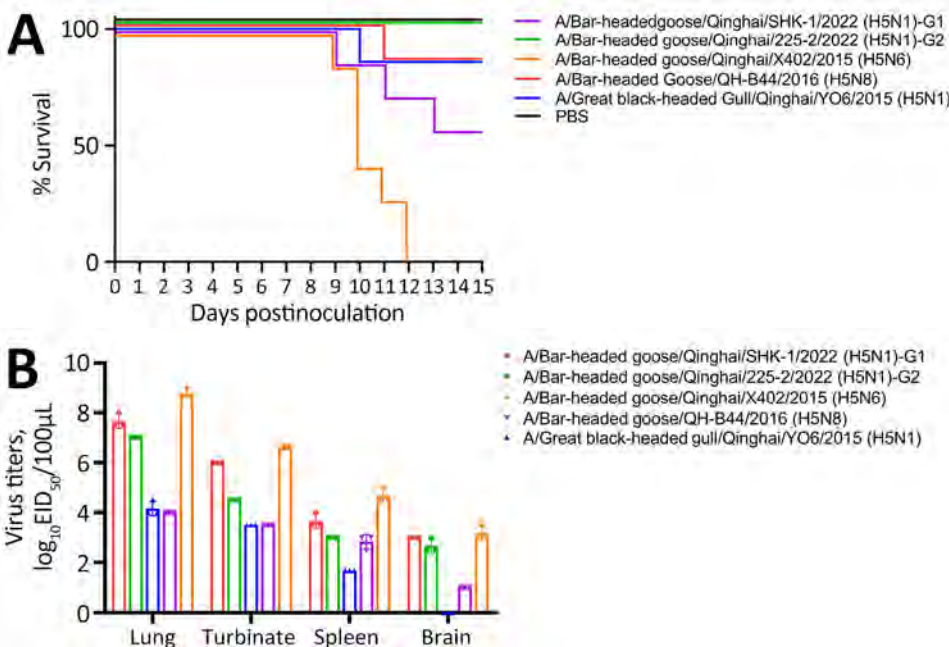 A
% Survival
100
50
0
0 1 2 3 4 5 6 7 8 9 10 11 12 13 14 15
Days postinoculation
A/Bar-headedgoose/Qinghai/SHK-1/2022 (H5N1)-G1
A/Bar-headed goose/Qinghai/225-2/2022 (H5N1)-G2
A/Bar-headed goose/Qinghai/X402/2015 (H5N6)
A/Bar-headed Goose/QH-B44/2016 (H5N8)
A/Great black-headed Gull/Qinghai/YO6/2015 (H5N1)
PBS
B
Virus titers,
log10 EID50/100µL
10
8
6
4
2
0
Lung Turbinate Spleen Brain
A/Bar-headed goose/Qinghai/SHK-1/2022 (H5N1)-G1
A/Bar-headed goose/Qinghai/225-2/2022 (H5N1)-G2
A/Bar-headed goose/Qinghai/X402/2015 (H5N6)
A/Bar-headed goose/QH-B44/2016 (H5N8)
A/Great black-headed gull/Qinghai/YO6/2015 (H5N1)